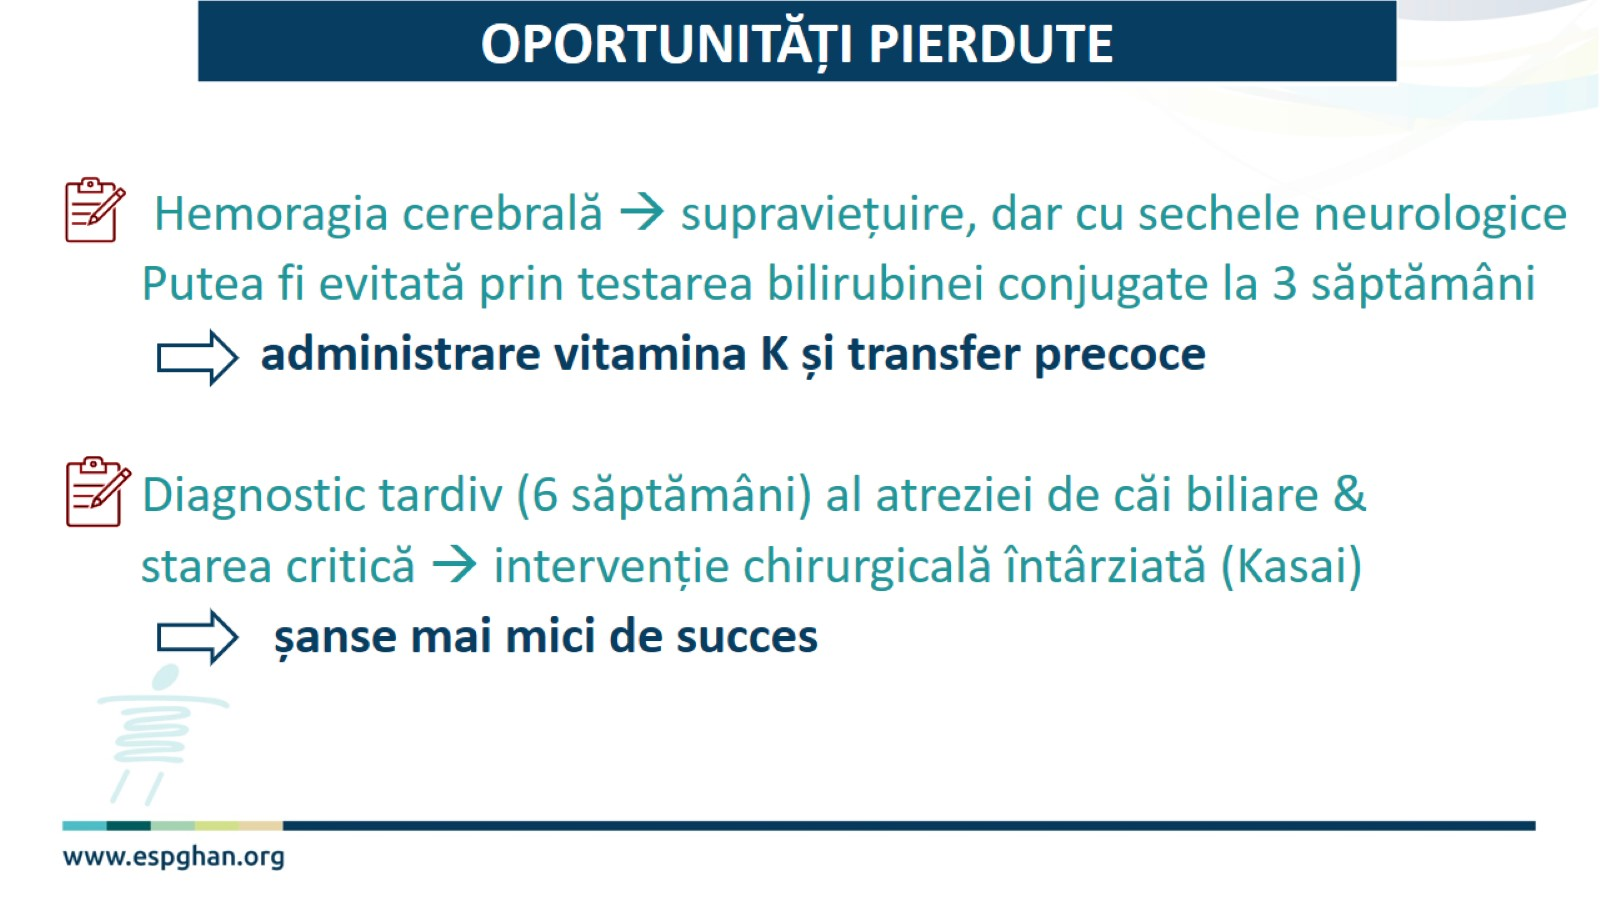 OPORTUNITĂȚI PIERDUTE
Hemoragia cerebrală → supraviețuire, dar cu sechele neurologice
Putea fi evitată prin testarea bilirubinei conjugate la 3 săptămâni
administrare vitamina K și transfer precoce
Diagnostic tardiv (6 săptămâni) al atreziei de căi biliare &
starea critică → intervenție chirurgicală întârziată (Kasai)
șanse mai mici de succes
www.espghan.org